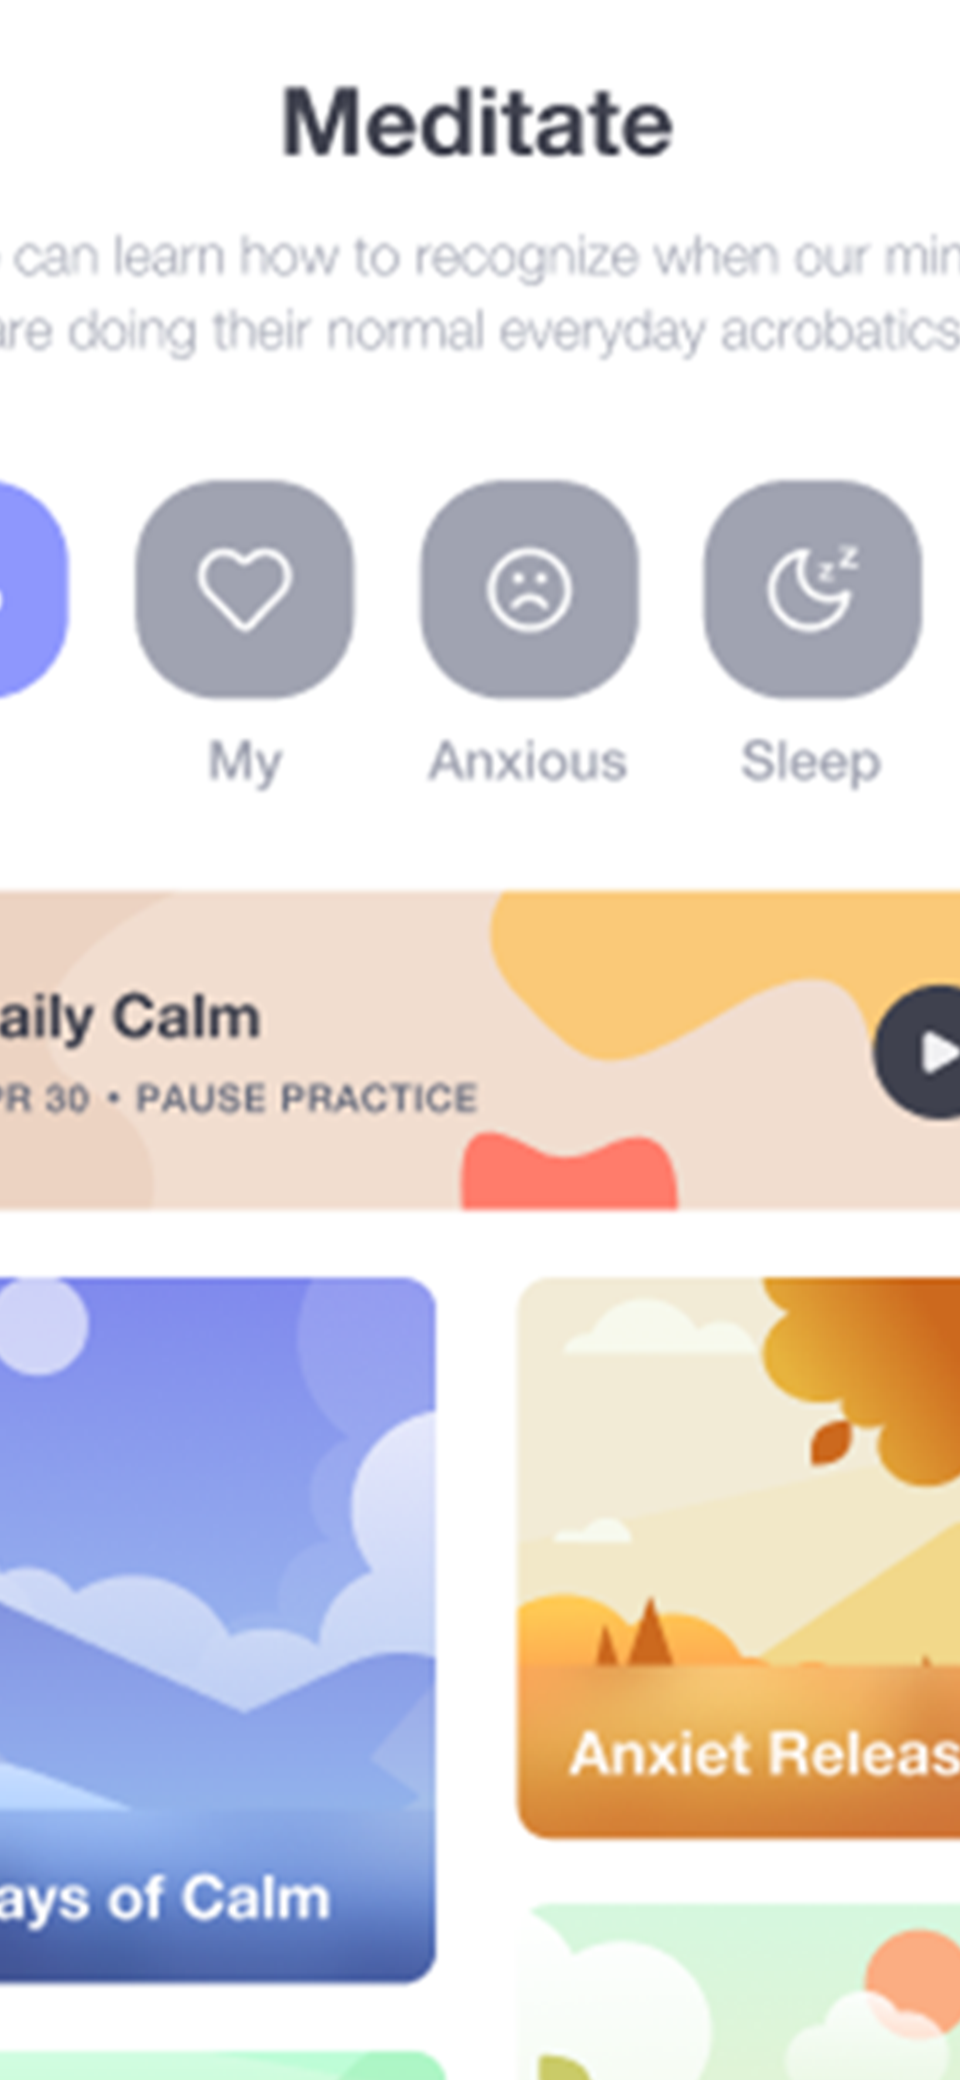 Meditate
can learn how to recognize when our min
are doing their normal everyday acrobatics
My
Anxious
Sleep
aily Calm
PR 30 • PAUSE PRACTICE
ays of Calm
Anxiet Releas